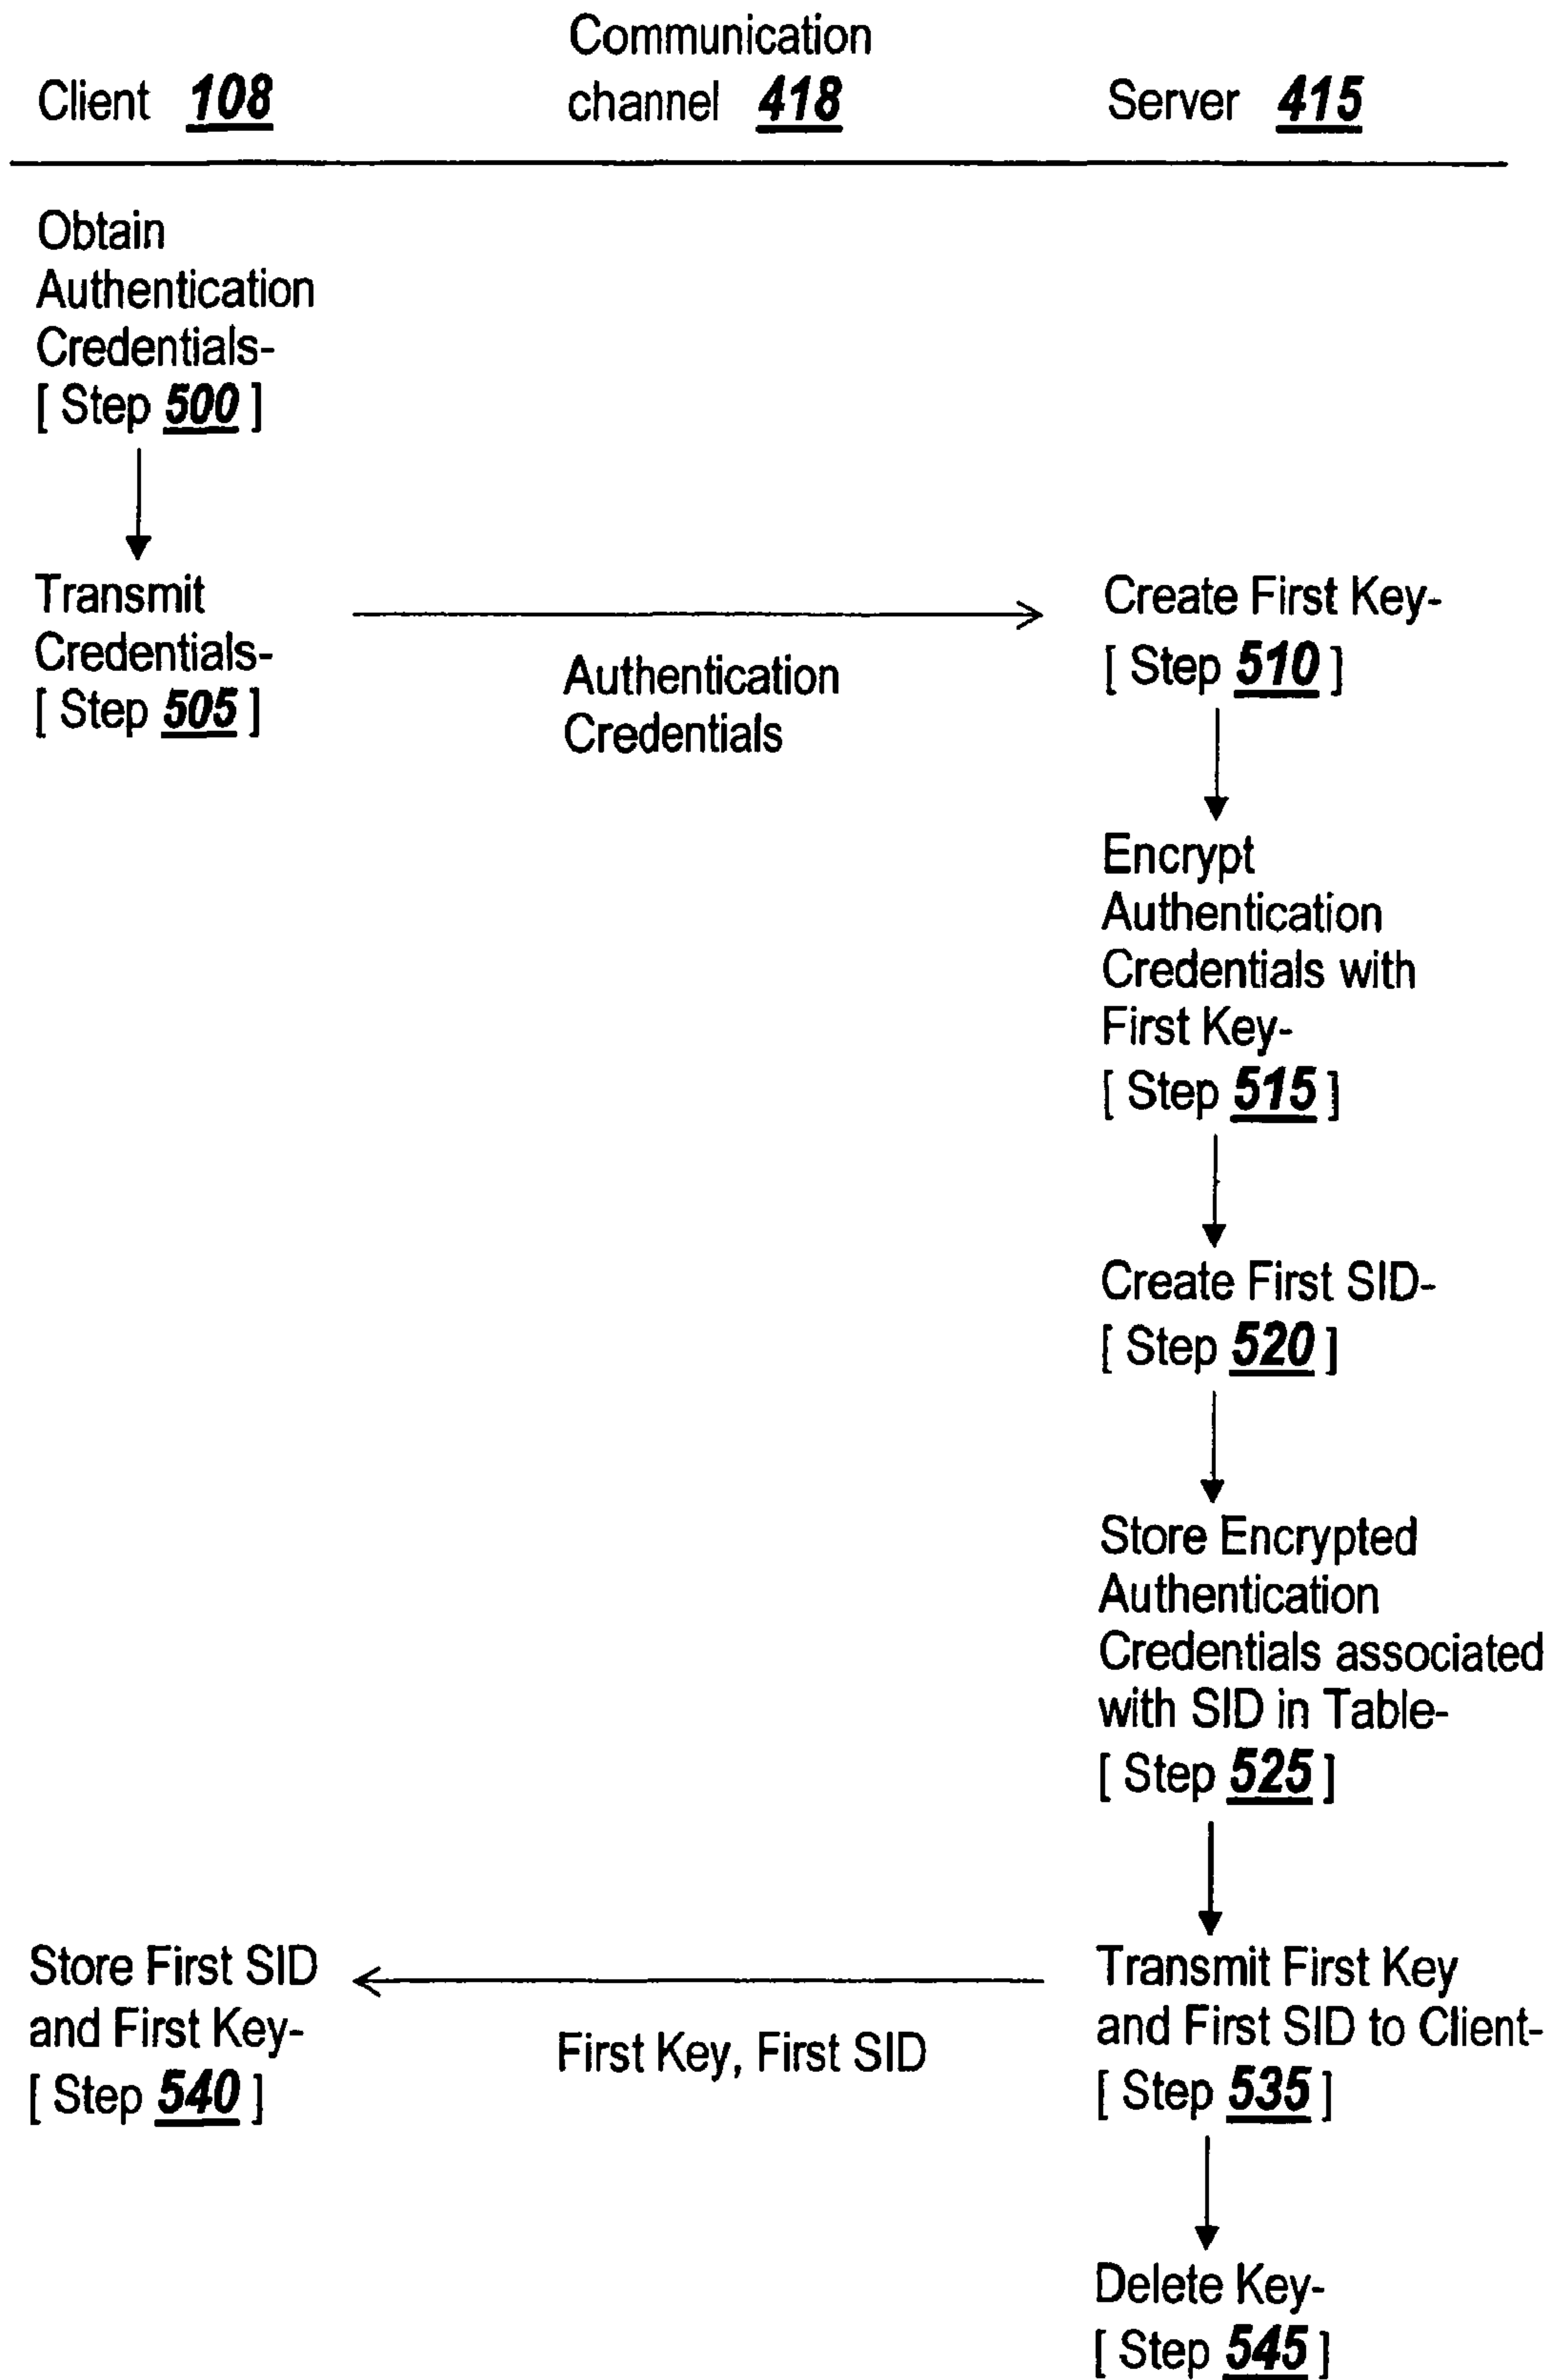 Client 108
Communication
channel 418
Server 415
Obtain
Authentication
Credentials-
[ Step 500 ]
Transmit
Credentials-
[ Step 505 ]
Authentication
Credentials
Create First Key-
[ Step 510 ]
Encrypt
Authentication
Credentials with
First Key-
[ Step 515 ]
Create First SID-
[ Step 520 ]
Store Encrypted
Authentication
Credentials associated
with SID in Table-
[ Step 525 ]
Transmit First Key
and First SID to Client-
[ Step 535 ]
First Key, First SID
Store First SID
and First Key-
[ Step 540 ]
Delete Key-
[ Step 545 ]